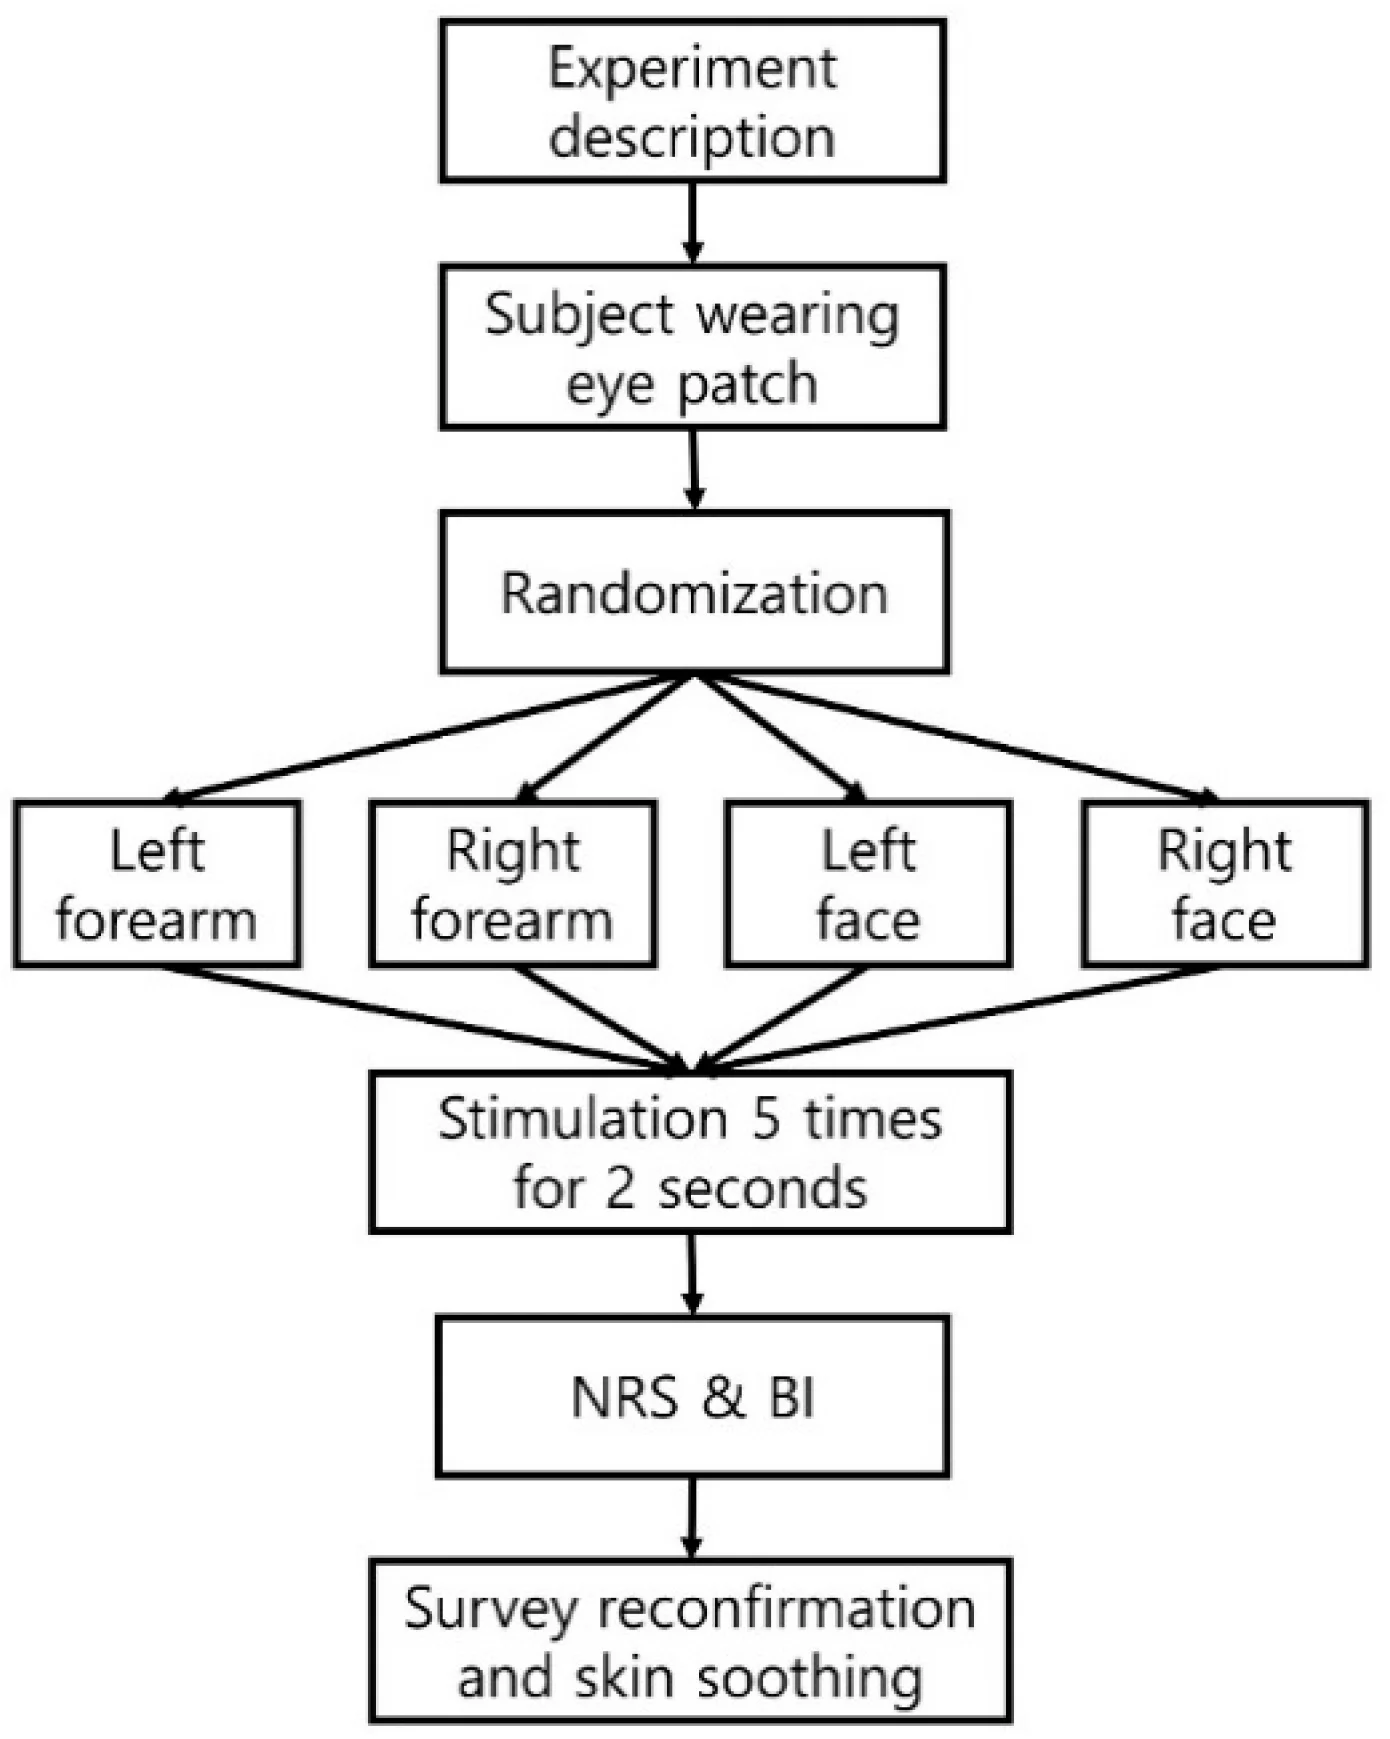 Experiment
description
Subject wearing
eye patch
Randomization
Left
forearm
Right
forearm
Left
face
Right
face
Stimulation 5 times
for 2 seconds
NRS & BI
Survey reconfirmation
and skin soothing